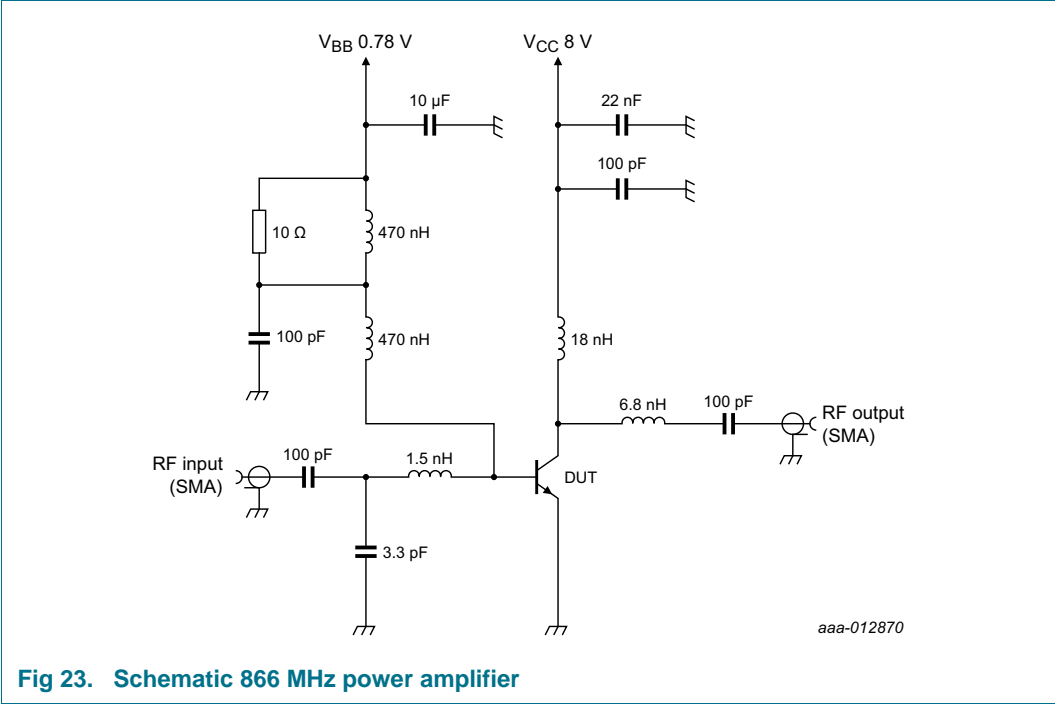 V_BB 0.78 V
V_CC 8 V
10 µF
22 nF
100 pF
10 Ω
470 nH
100 pF
470 nH
18 nH
6.8 nH
100 pF
RF output
(SMA)
RF input
(SMA)
100 pF
1.5 nH
DUT
3.3 pF
aaa-012870
Fig 23. Schematic 866 MHz power amplifier